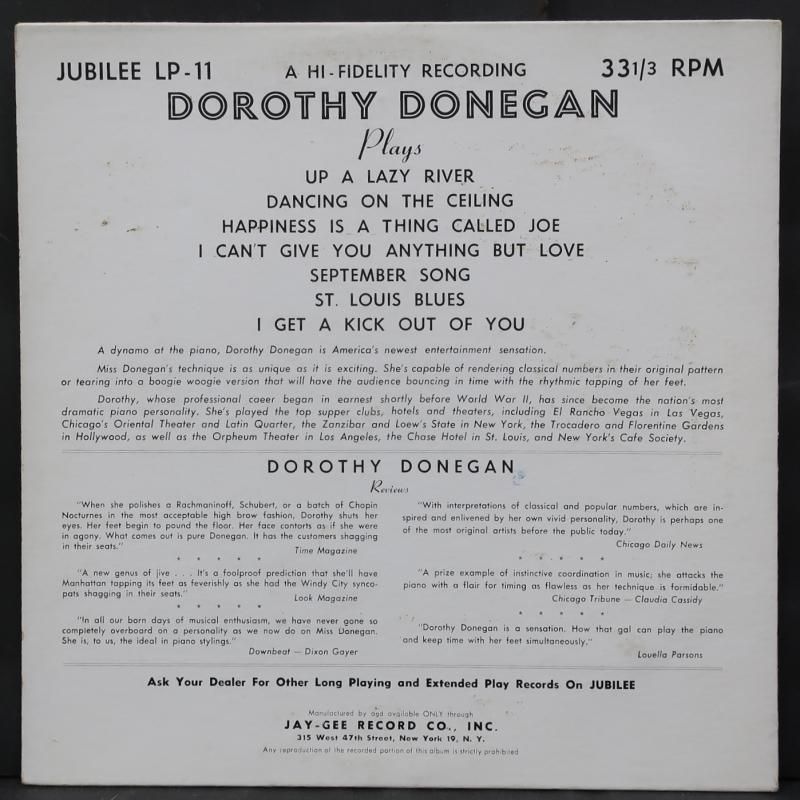 JUBILEE LP-11 A HI-FIDELITY RECORDING 33 1/3 RPM
DOROTHY DONEGAN
Plays
UP A LAZY RIVER
DANCING ON THE CEILING
HAPPINESS IS A THING CALLED JOE
I CAN'T GIVE YOU ANYTHING BUT LOVE
SEPTEMBER SONG
ST. LOUIS BLUES
I GET A KICK OUT OF YOU
A dynamo at the piano, Dorothy Donegan is America's newest entertainment sensation.
Miss Donegan's technique is as unique as it is exciting. She's capable of rendering classical numbers in their original pattern
or tearing into a boogie woogie version that will have the audience bouncing in time with the rhythmic tapping of her feet.
Dorothy, whose professional caeer began in earnest shortly before World War II, has since become the nation's most
dramatic piano personality. She's played the top supper clubs, hotels and theaters, including El Rancho Vegas in Las Vegas,
Chicago's Oriental Theater and Latin Quarter, the Zanzibar and Loew's State in New York, the Trocadero and Florentine Gardens
in Hollywood, as well as the Orpheum Theater in Los Angeles, the Chase Hotel in St. Louis, and New York's Cafe Society.
DOROTHY DONEGAN
Reviews
"When she polishes a Rachmaninoff, Schubert, or a batch of Chopin
Nocturnes in the most acceptable high brow fashion, Dorothy shuts her
eyes. Her feet begin to pound the floor. Her face contorts as if she were
in agony. What comes out is pure Donegan. It has the customers shagging
in their seats."
Time Magazine
* * * * *
"A new genus of jive . . . It's a foolproof prediction that she'll have
Manhattan tapping its feet as feverishly as she had the Windy City synco-
pats shagging in their seats."
Look Magazine
* * * * *
"In all our born days of musical enthusiasm, we have never gone so
completely overboard on a personality as we now do on Miss Donegan.
She is, to us, the ideal in piano stylings."
Downbeat — Dixon Gayer
"With interpretations of classical and popular numbers, which are in-
spired and enlivened by her own vivid personality, Dorothy is perhaps one
of the most original artists before the public today."
Chicago Daily News
* * * * *
"A prize example of instinctive coordination in music; she attacks the
piano with a flair for timing as flawless as her technique is formidable."
Chicago Tribune — Claudia Cassidy
* * * * *
"Dorothy Donegan is a sensation. How that gal can play the piano
and keep time with her feet simultaneously."
Louella Parsons
Ask Your Dealer For Other Long Playing and Extended Play Records On JUBILEE
Manufactured by and available ONLY through
JAY-GEE RECORD CO., INC.
315 West 47th Street, New York 19, N. Y.
Any reproduction of the recorded portion of this album is strictly prohibited